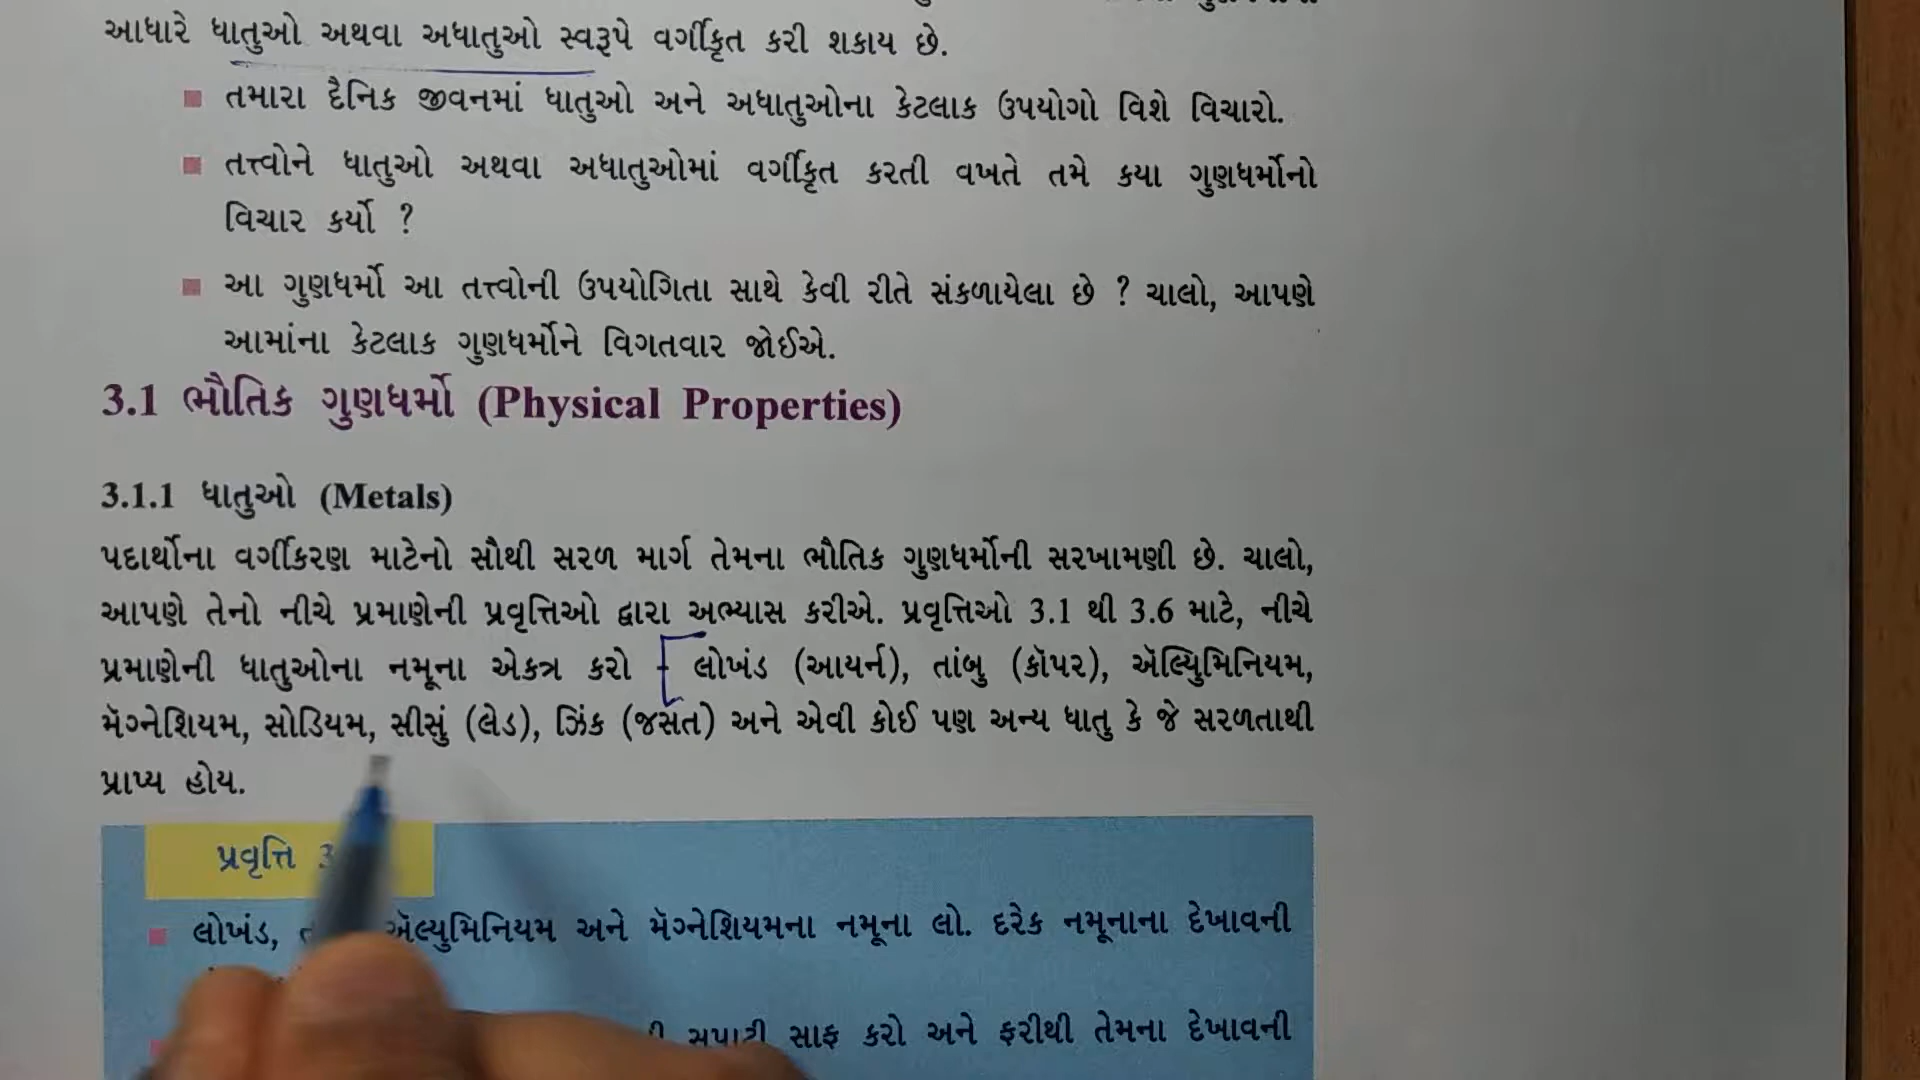 આધારે ધાતુઓ અથવા અધાતુઓ સ્વરૂપે વર્ગીકૃત કરી શકાય છે.
તમારા દૈનિક જીવનમાં ધાતુઓ અને અધાતુઓના કેટલાક ઉપયોગો વિશે વિચારો.
તત્ત્વોને ધાતુઓ અથવા અધાતુઓમાં વર્ગીકૃત કરતી વખતે તમે કયા ગુણધર્મોનો
વિચાર કર્યો ?
આ ગુણધર્મો આ તત્ત્વોની ઉપયોગિતા સાથે કેવી રીતે સંકળાયેલા છે ? ચાલો, આપણે
આમાંના કેટલાક ગુણધર્મોને વિગતવાર જોઈએ.
3.1 ભૌતિક ગુણધર્મો (Physical Properties)
3.1.1 ધાતુઓ (Metals)
પદાર્થોના વર્ગીકરણ માટેનો સૌથી સરળ માર્ગ તેમના ભૌતિક ગુણધર્મોની સરખામણી છે. ચાલો,
આપણે તેનો નીચે પ્રમાણેની પ્રવૃત્તિઓ દ્વારા અભ્યાસ કરીએ. પ્રવૃત્તિઓ 3.1 થી 3.6 માટે, નીચે
પ્રમાણેની ધાતુઓના નમૂના એકત્ર કરો - લોખંડ (આયર્ન), તાંબુ (કૉપર), ઍલ્યુમિનિયમ,
મૅગ્નેશિયમ, સોડિયમ, સીસું (લેડ), ઝિંક (જસત) અને એવી કોઈ પણ અન્ય ધાતુ કે જે સરળતાથી
પ્રાપ્ય હોય.
પ્રવૃત્તિ 3
લોખંડ, ઍલ્યુમિનિયમ અને મૅગ્નેશિયમના નમૂના લો. દરેક નમૂનાના દેખાવની
સપાટી સાફ કરો અને ફરીથી તેમના દેખાવની